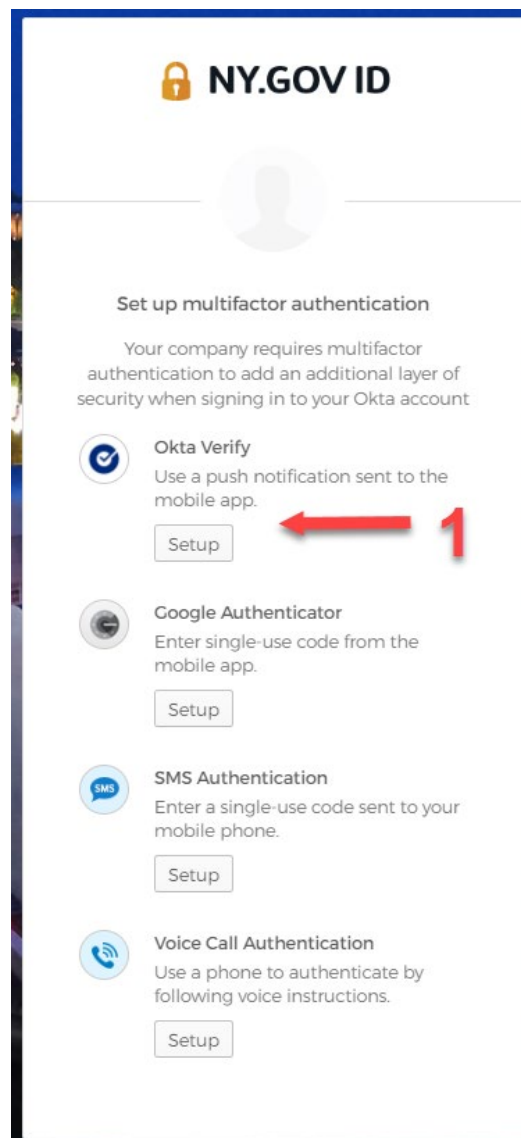 NY.GOV ID
Set up multifactor authentication
Your company requires multifactor
authentication to add an additional layer of
security when signing in to your Okta account
Okta Verify
Use a push notification sent to the
mobile app.
Setup
1
Google Authenticator
Enter single-use code from the
mobile app.
Setup
SMS
SMS Authentication
Enter a single-use code sent to your
mobile phone.
Setup
Voice Call Authentication
Use a phone to authenticate by
following voice instructions.
Setup